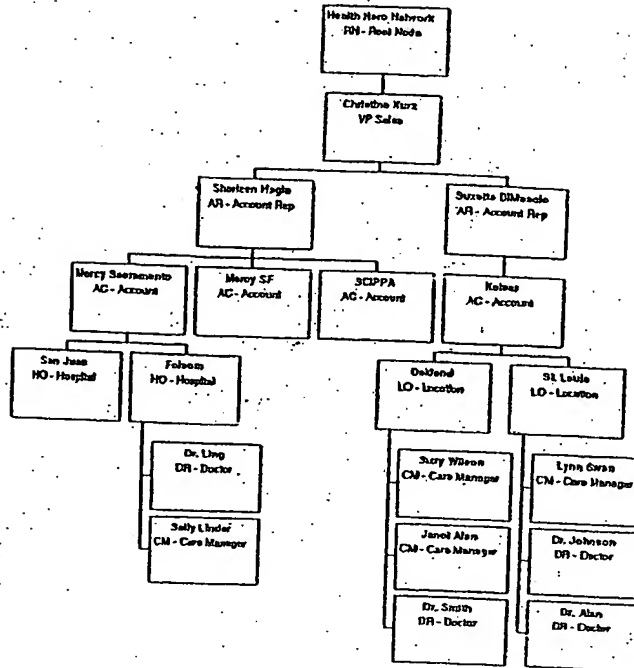 Health Hero Network
RN - Root Node
Christine Kurz
VP Sales
Hagle
AR - Account Rep
Suzette DiMascio
AR - Account Rep
Mercy Sacramento
AC - Account
Mercy SF
AC - Account
SCIPPA
AC - Account
AC - Account
San Juan
HO - Hospital
Folsom
HO - Hospital
Oakland
LO - Location
St. Louis
LO - Location
Dr. Ling
DR - Doctor
Suzy Wilson
CM - Care Manager
Lynn Swan
CM - Care Manager
Sally Linder
CM - Care Manager
Janet Alan
CM - Care Manager
Dr. Johnson
DR - Doctor
Dr. Smith
DR - Doctor
Dr. Alan
DR - Doctor